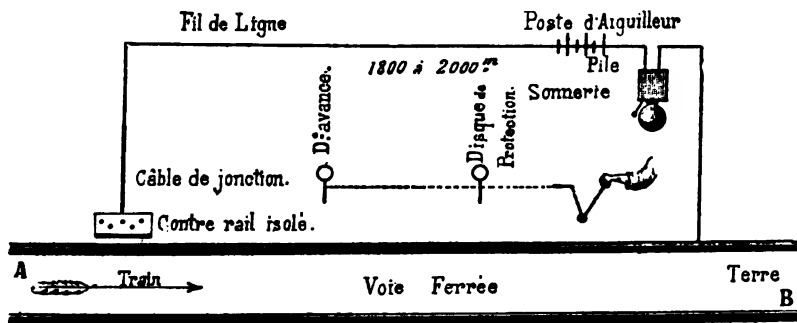 Fil de Ligne
Poste d'Aiguilleur
1800 à 2000m
Pile
Sonnerie
D: d'avance.
Disque de
Protection.
Câble de jonction.
Contre rail isolé.
A
Train
Voie Ferrée
Terre
B